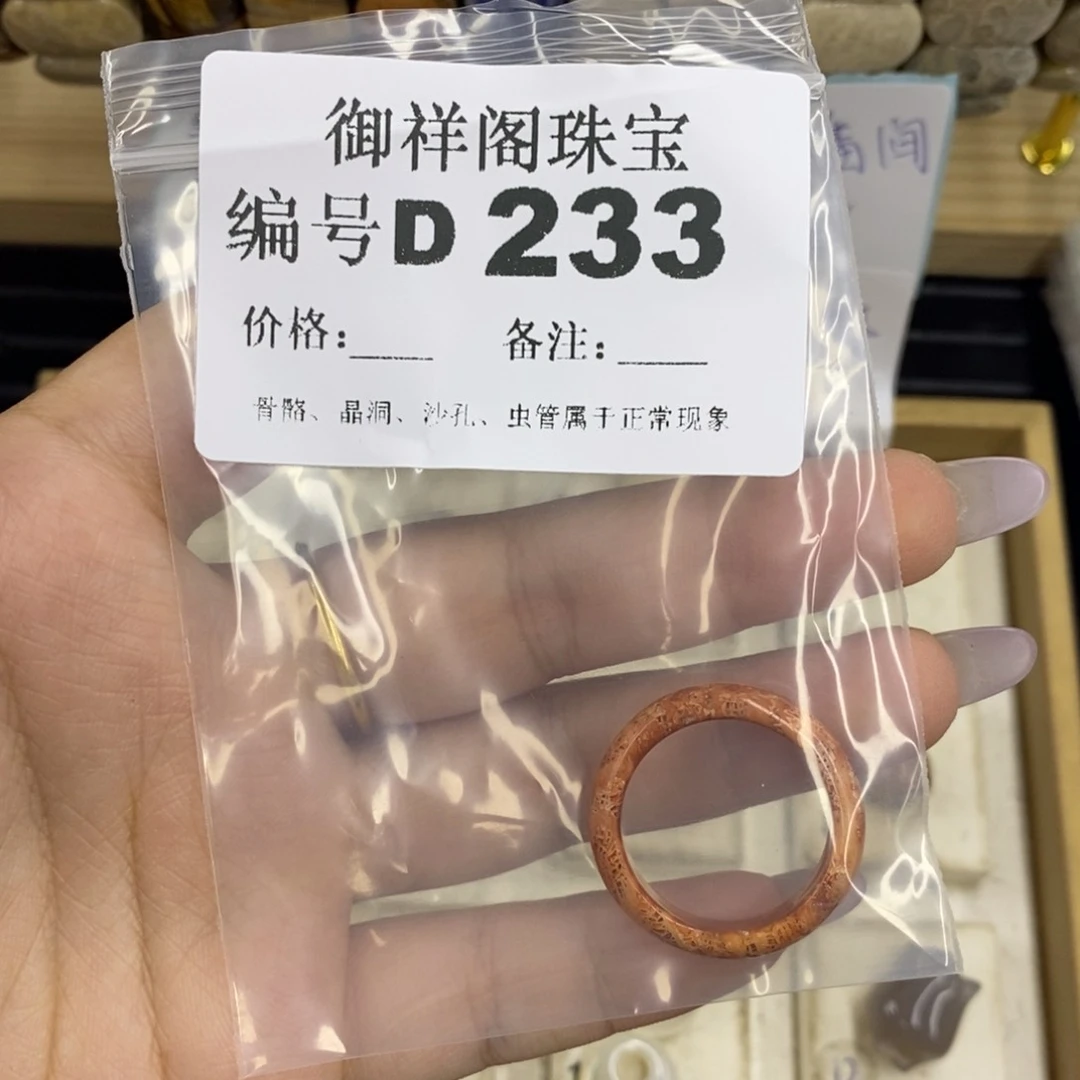 御祥阁珠宝
编号D 233
价格:____ 备注:____
骨骼、晶洞、沙孔、虫管属于正常现象